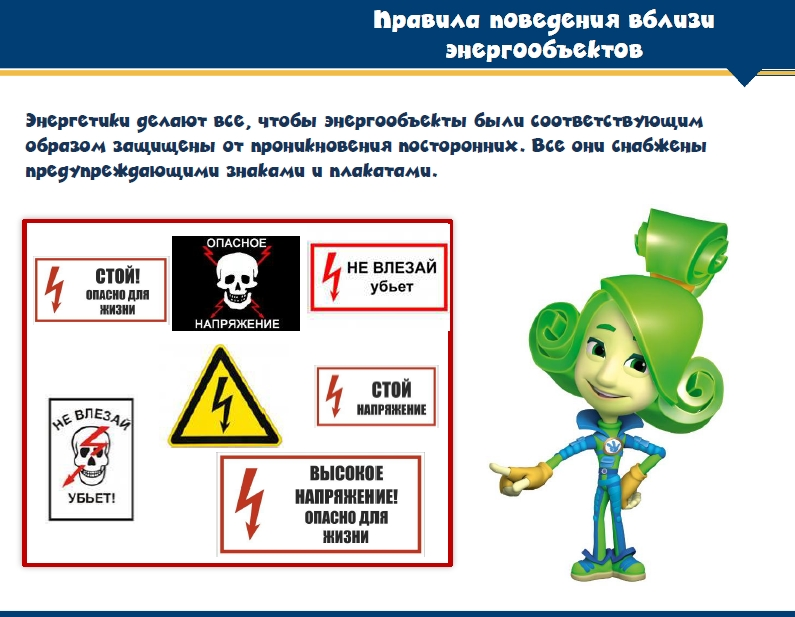 Правила поведения вблизи
энергообъектов
Энергетики делают все, чтобы энергообъекты были соответствующим
образом защищены от проникновения посторонних. Все они снабжены
предупреждающими знаками и плакатами.
СТОЙ!
ОПАСНО ДЛЯ
ЖИЗНИ
ОПАСНОЕ
НАПРЯЖЕНИЕ
НЕ ВЛЕЗАЙ
убьет
НЕ ВЛЕЗАЙ
УБЬЕТ!
СТОЙ
НАПРЯЖЕНИЕ
ВЫСОКОЕ
НАПРЯЖЕНИЕ!
ОПАСНО ДЛЯ
ЖИЗНИ